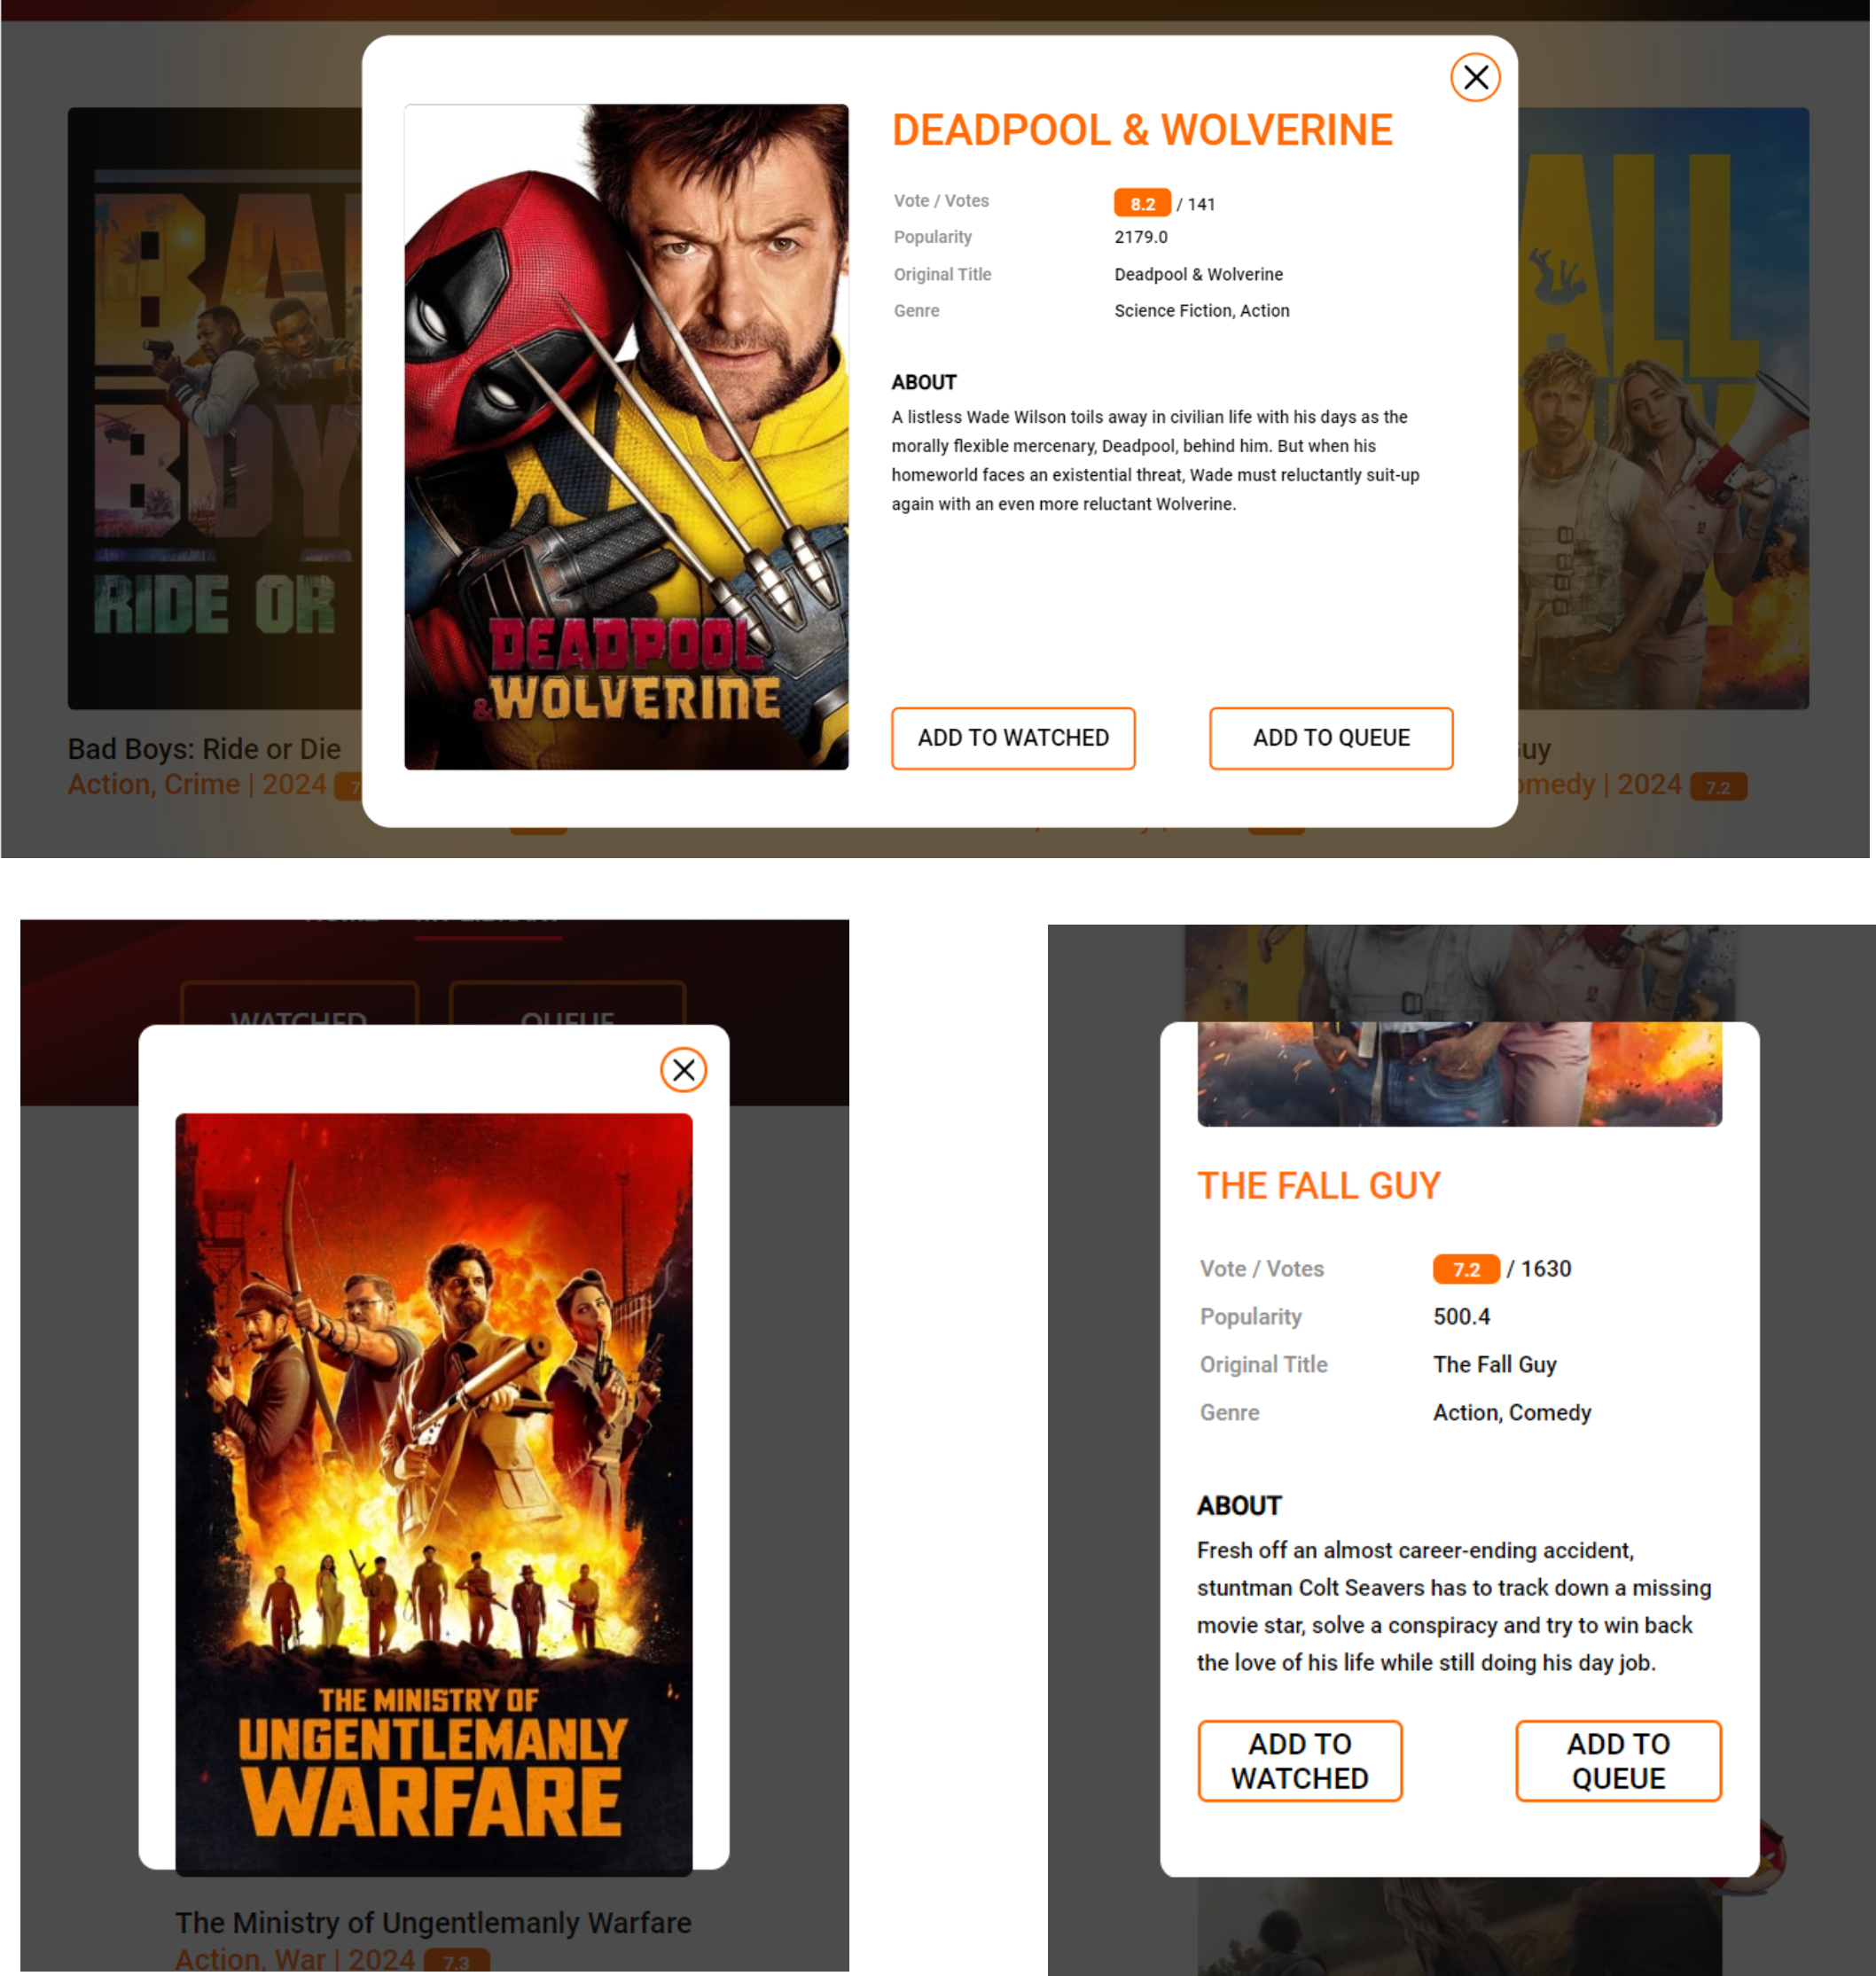 DEADPOOL & WOLVERINE
Vote / Votes 8.2 / 141
Popularity 2179.0
Original Title Deadpool & Wolverine
Genre Science Fiction, Action
ABOUT
A listless Wade Wilson toils away in civilian life with his days as the
morally flexible mercenary, Deadpool, behind him. But when his
homeworld faces an existential threat, Wade must reluctantly suit-up
again with an even more reluctant Wolverine.
ADD TO WATCHED ADD TO QUEUE
DEADPOOL
&WOLVERINE
BA
BOY
RIDE OR
Bad Boys: Ride or Die
Action, Crime | 2024 7
ALL
uy
omedy | 2024 7.2
WATCHED QUEUE
THE MINISTRY OF
UNGENTLEMANLY
WARFARE
The Ministry of Ungentlemanly Warfare
Action, War | 2024 7.3
THE FALL GUY
Vote / Votes 7.2 / 1630
Popularity 500.4
Original Title The Fall Guy
Genre Action, Comedy
ABOUT
Fresh off an almost career-ending accident,
stuntman Colt Seavers has to track down a missing
movie star, solve a conspiracy and try to win back
the love of his life while still doing his day job.
ADD TO
WATCHED
ADD TO
QUEUE